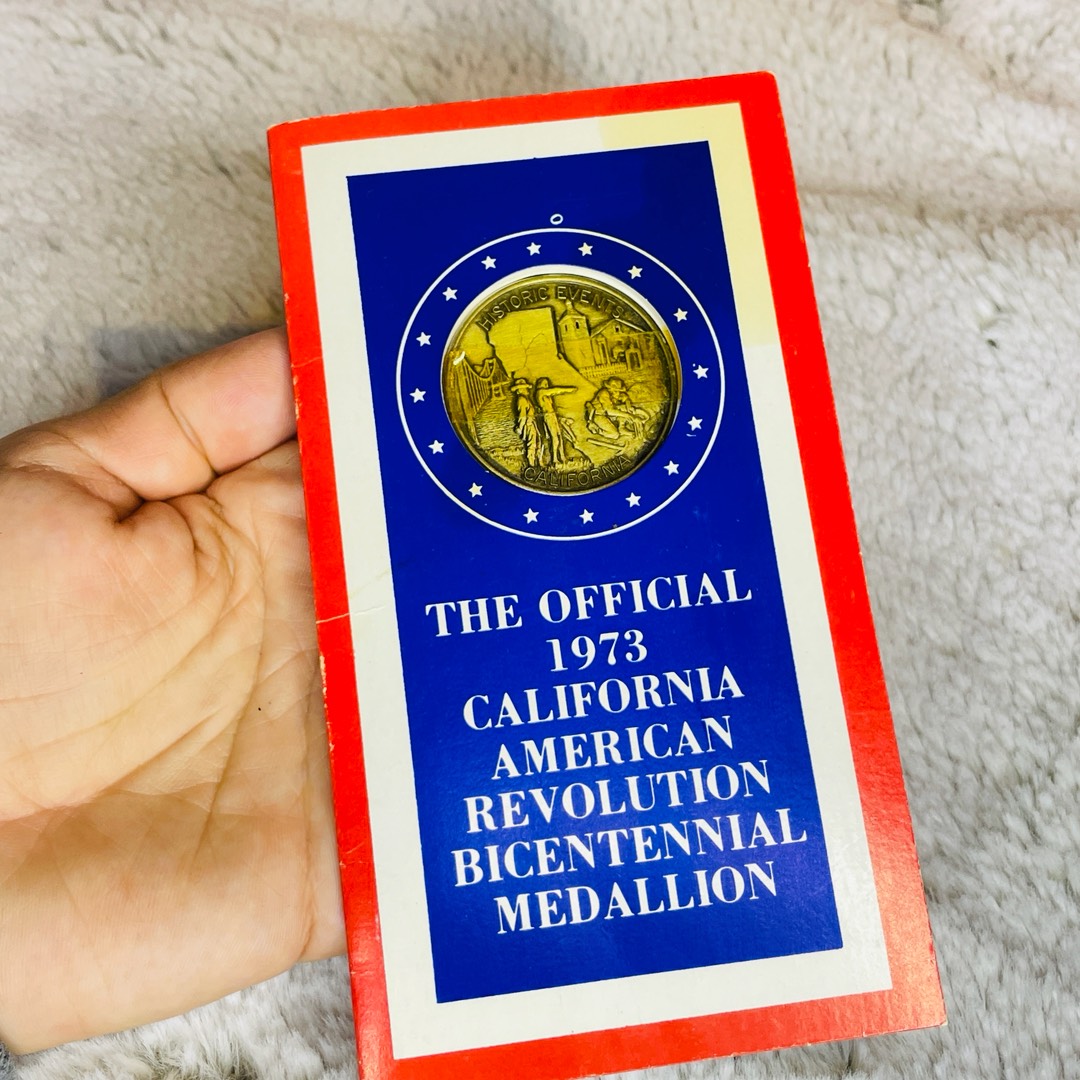 HISTORIC EVENTS
CALIFORNIA
THE OFFICIAL
1973
CALIFORNIA
AMERICAN
REVOLUTION
BICENTENNIAL
MEDALLION